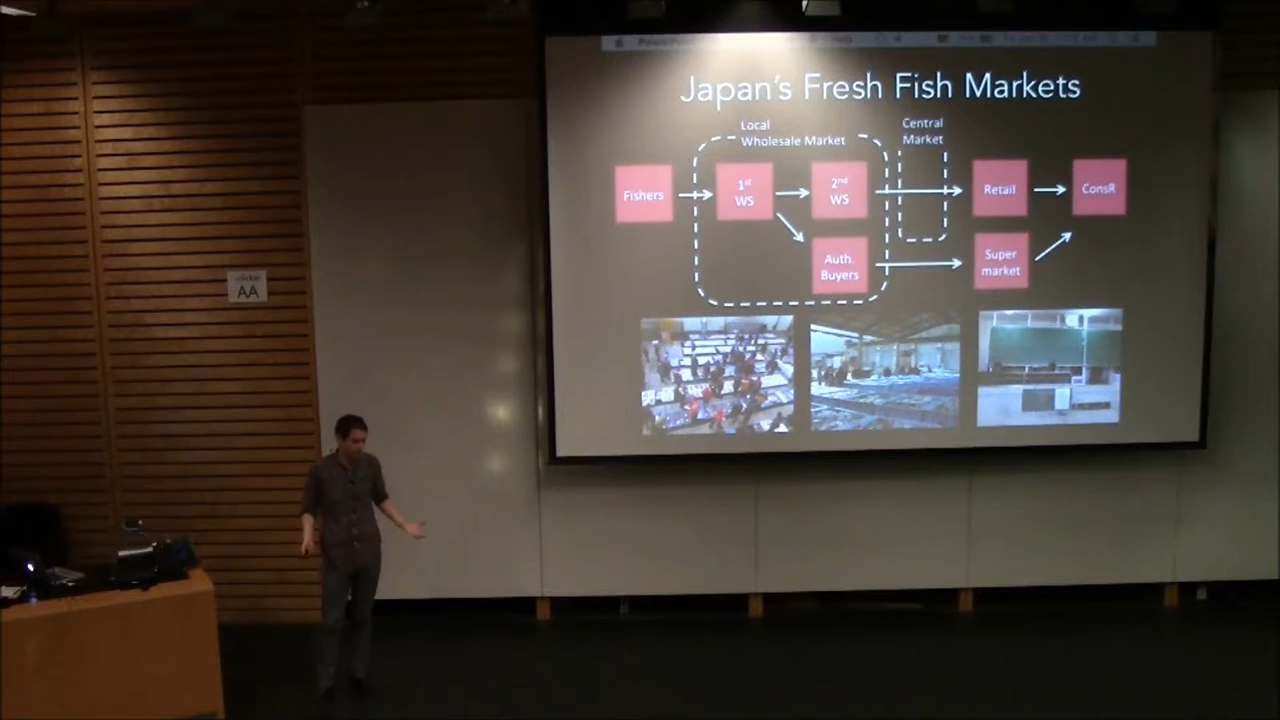 Japan's Fresh Fish Markets
Local
Wholesale Market
Central
Market
Fishers
1st
WS
2nd
WS
Retail
ConsR
Auth.
Buyers
Super
market
AA